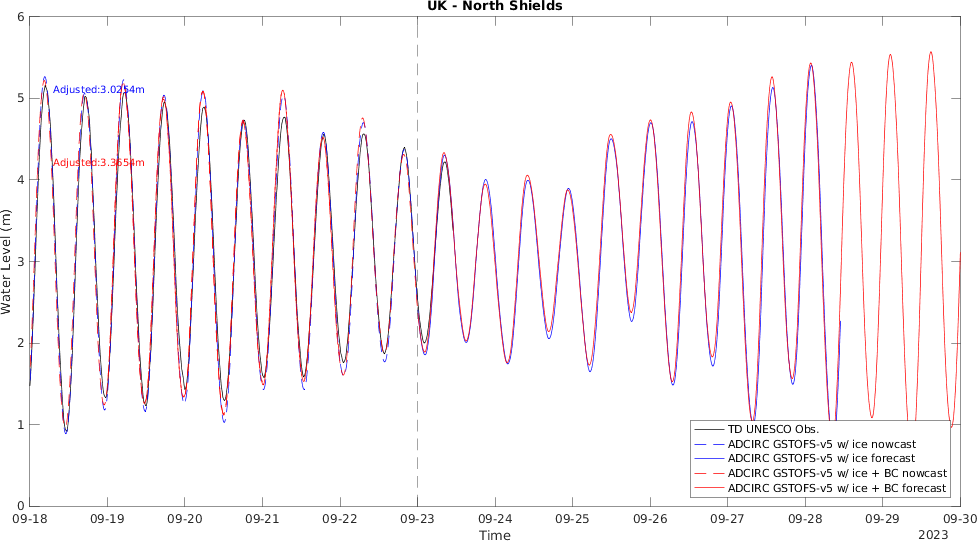 UK - North Shields
6
5
4
3
2
1
0
Water Level (m)
Adjusted:3.0254m
Adjusted:3.3654m
TD UNESCO Obs.
ADCIRC GSTOFS-v5 w/ ice nowcast
ADCIRC GSTOFS-v5 w/ ice forecast
ADCIRC GSTOFS-v5 w/ ice + BC nowcast
ADCIRC GSTOFS-v5 w/ ice + BC forecast
09-18 09-19 09-20 09-21 09-22 09-23 09-24 09-25 09-26 09-27 09-28 09-29 09-30
Time
2023